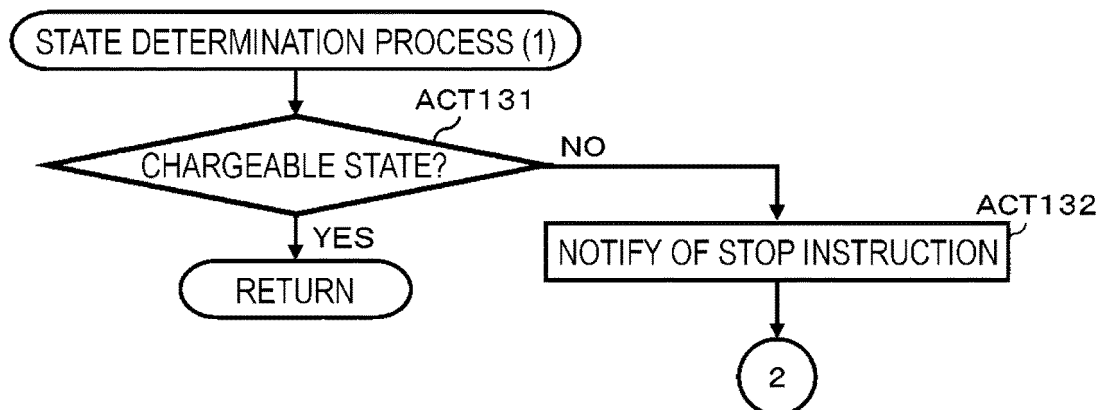 STATE DETERMINATION PROCESS (1)
ACT131
CHARGEABLE STATE?
NO
ACT132
YES
NOTIFY OF STOP INSTRUCTION
RETURN
2